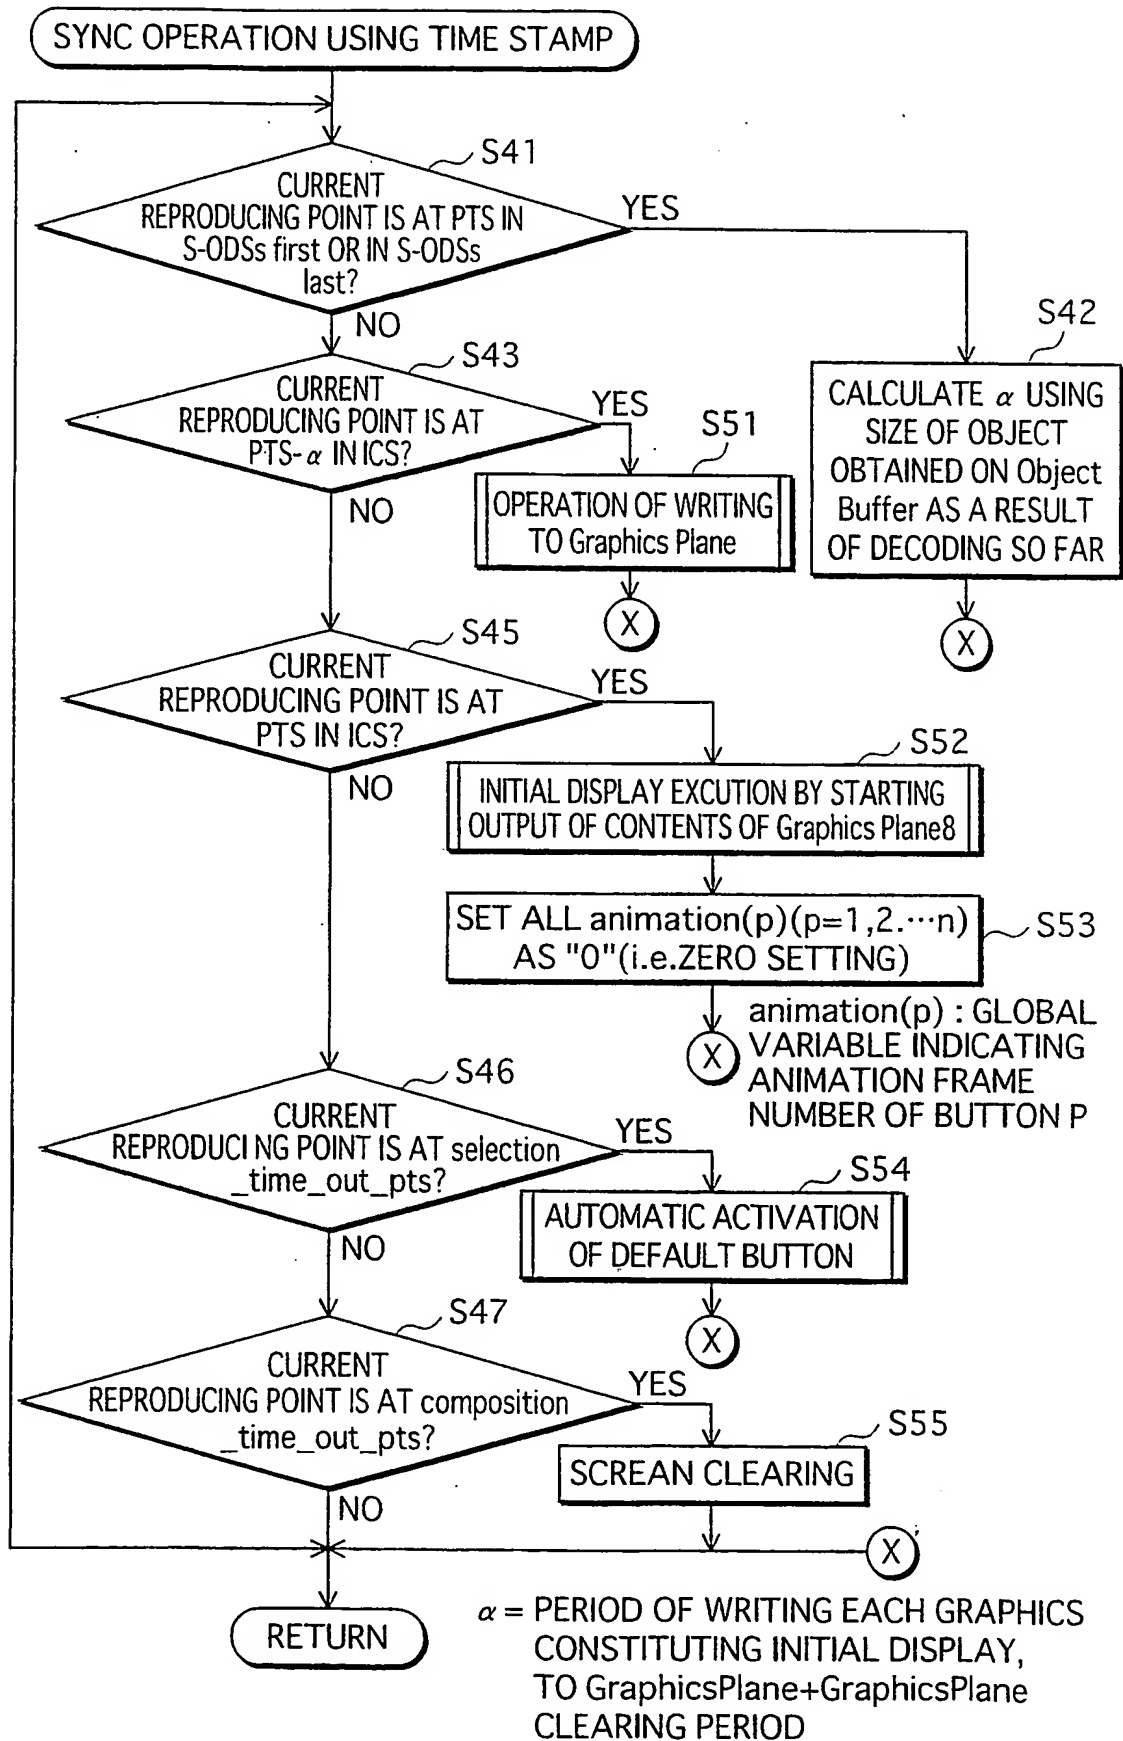 SYNC OPERATION USING TIME STAMP
S41
CURRENT
REPRODUCING POINT IS AT PTS IN
S-ODSs first OR IN S-ODSs
last?
YES
NO
S42
CALCULATE α USING
SIZE OF OBJECT
OBTAINED ON Object
Buffer AS A RESULT
OF DECODING SO FAR
X
S43
CURRENT
REPRODUCING POINT IS AT
PTS-α IN ICS?
YES
NO
S51
OPERATION OF WRITING
TO Graphics Plane
X
S45
CURRENT
REPRODUCING POINT IS AT
PTS IN ICS?
YES
NO
S52
INITIAL DISPLAY EXCUTION BY STARTING
OUTPUT OF CONTENTS OF Graphics Plane8
SET ALL animation(p)(p=1,2.⋯n)
AS "0"(i.e.ZERO SETTING)
S53
X
animation(p) : GLOBAL
VARIABLE INDICATING
ANIMATION FRAME
NUMBER OF BUTTON P
S46
CURRENT
REPRODUCING POINT IS AT selection
_time_out_pts?
YES
NO
S54
AUTOMATIC ACTIVATION
OF DEFAULT BUTTON
X
S47
CURRENT
REPRODUCING POINT IS AT composition
_time_out_pts?
YES
NO
S55
SCREAN CLEARING
X
RETURN
α = PERIOD OF WRITING EACH GRAPHICS
CONSTITUTING INITIAL DISPLAY,
TO GraphicsPlane+GraphicsPlane
CLEARING PERIOD